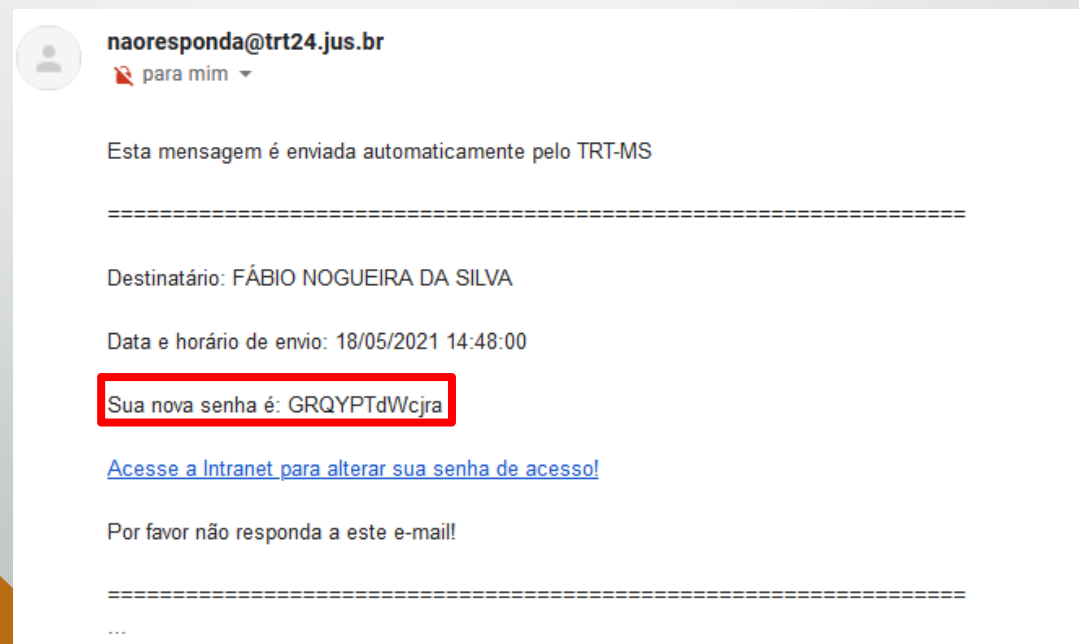 naoresponda@trt24.jus.br
para mim
Esta mensagem é enviada automaticamente pelo TRT-MS
==================================================================
Destinatário: FÁBIO NOGUEIRA DA SILVA
Data e horário de envio: 18/05/2021 14:48:00
Sua nova senha é: GRQYPTdWcjra
Acesse a Intranet para alterar sua senha de acesso!
Por favor não responda a este e-mail!
==================================================================
...